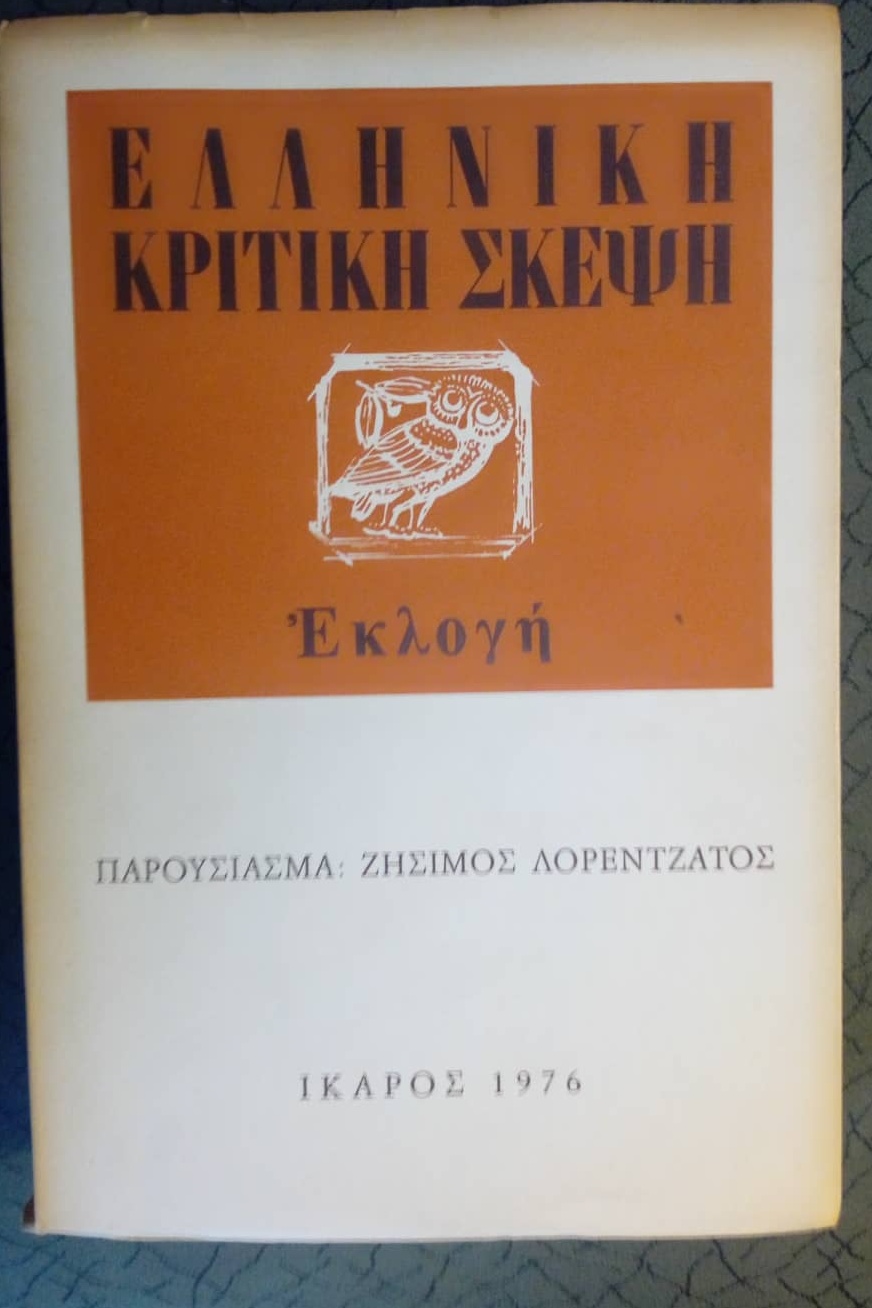 ΕΛΛΗΝΙΚΗ
ΚΡΙΤΙΚΗ ΣΚΕΨΗ
Ἐκλογή
ΠΑΡΟΥΣΙΑΣΜΑ: ΖΗΣΙΜΟΣ ΛΟΡΕΝΤΖΑΤΟΣ
ΙΚΑΡΟΣ 1976